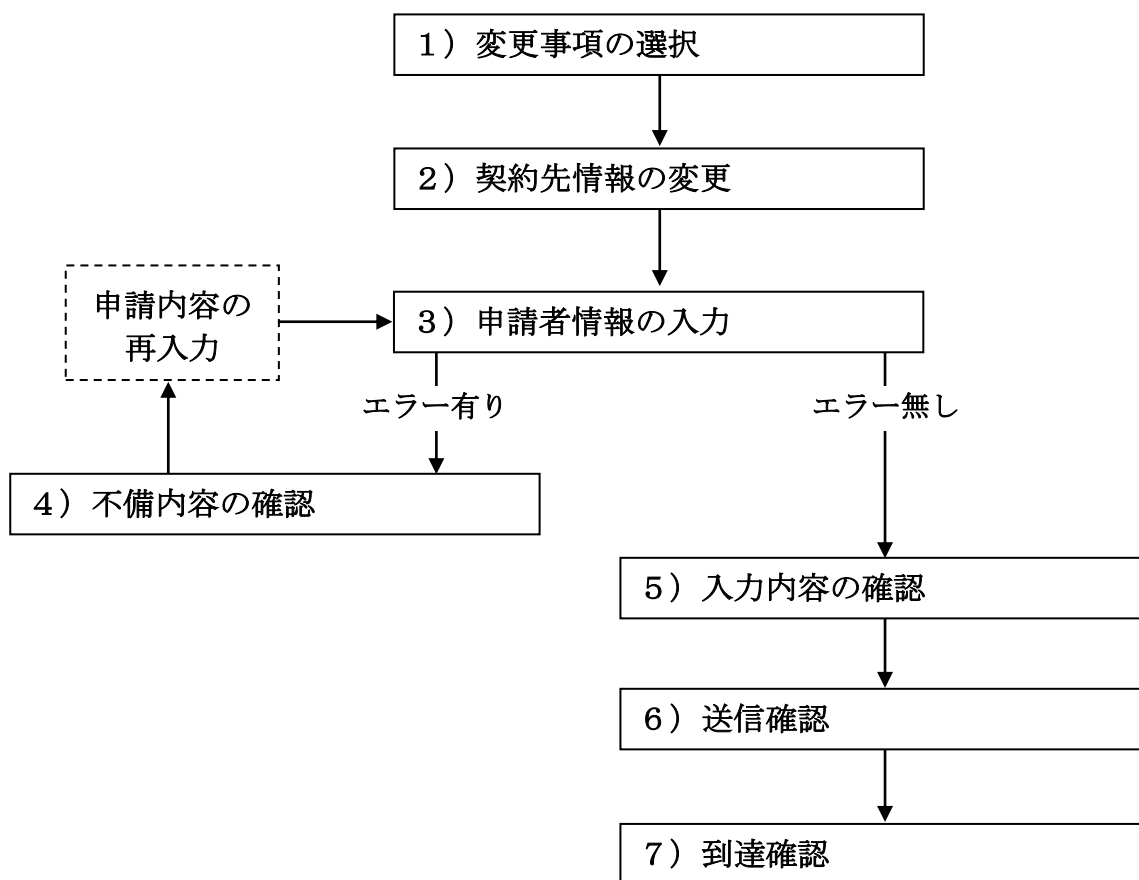 １）変更事項の選択
２）契約先情報の変更
申請内容の
再入力
３）申請者情報の入力
エラー有り
エラー無し
４）不備内容の確認
５）入力内容の確認
６）送信確認
７）到達確認